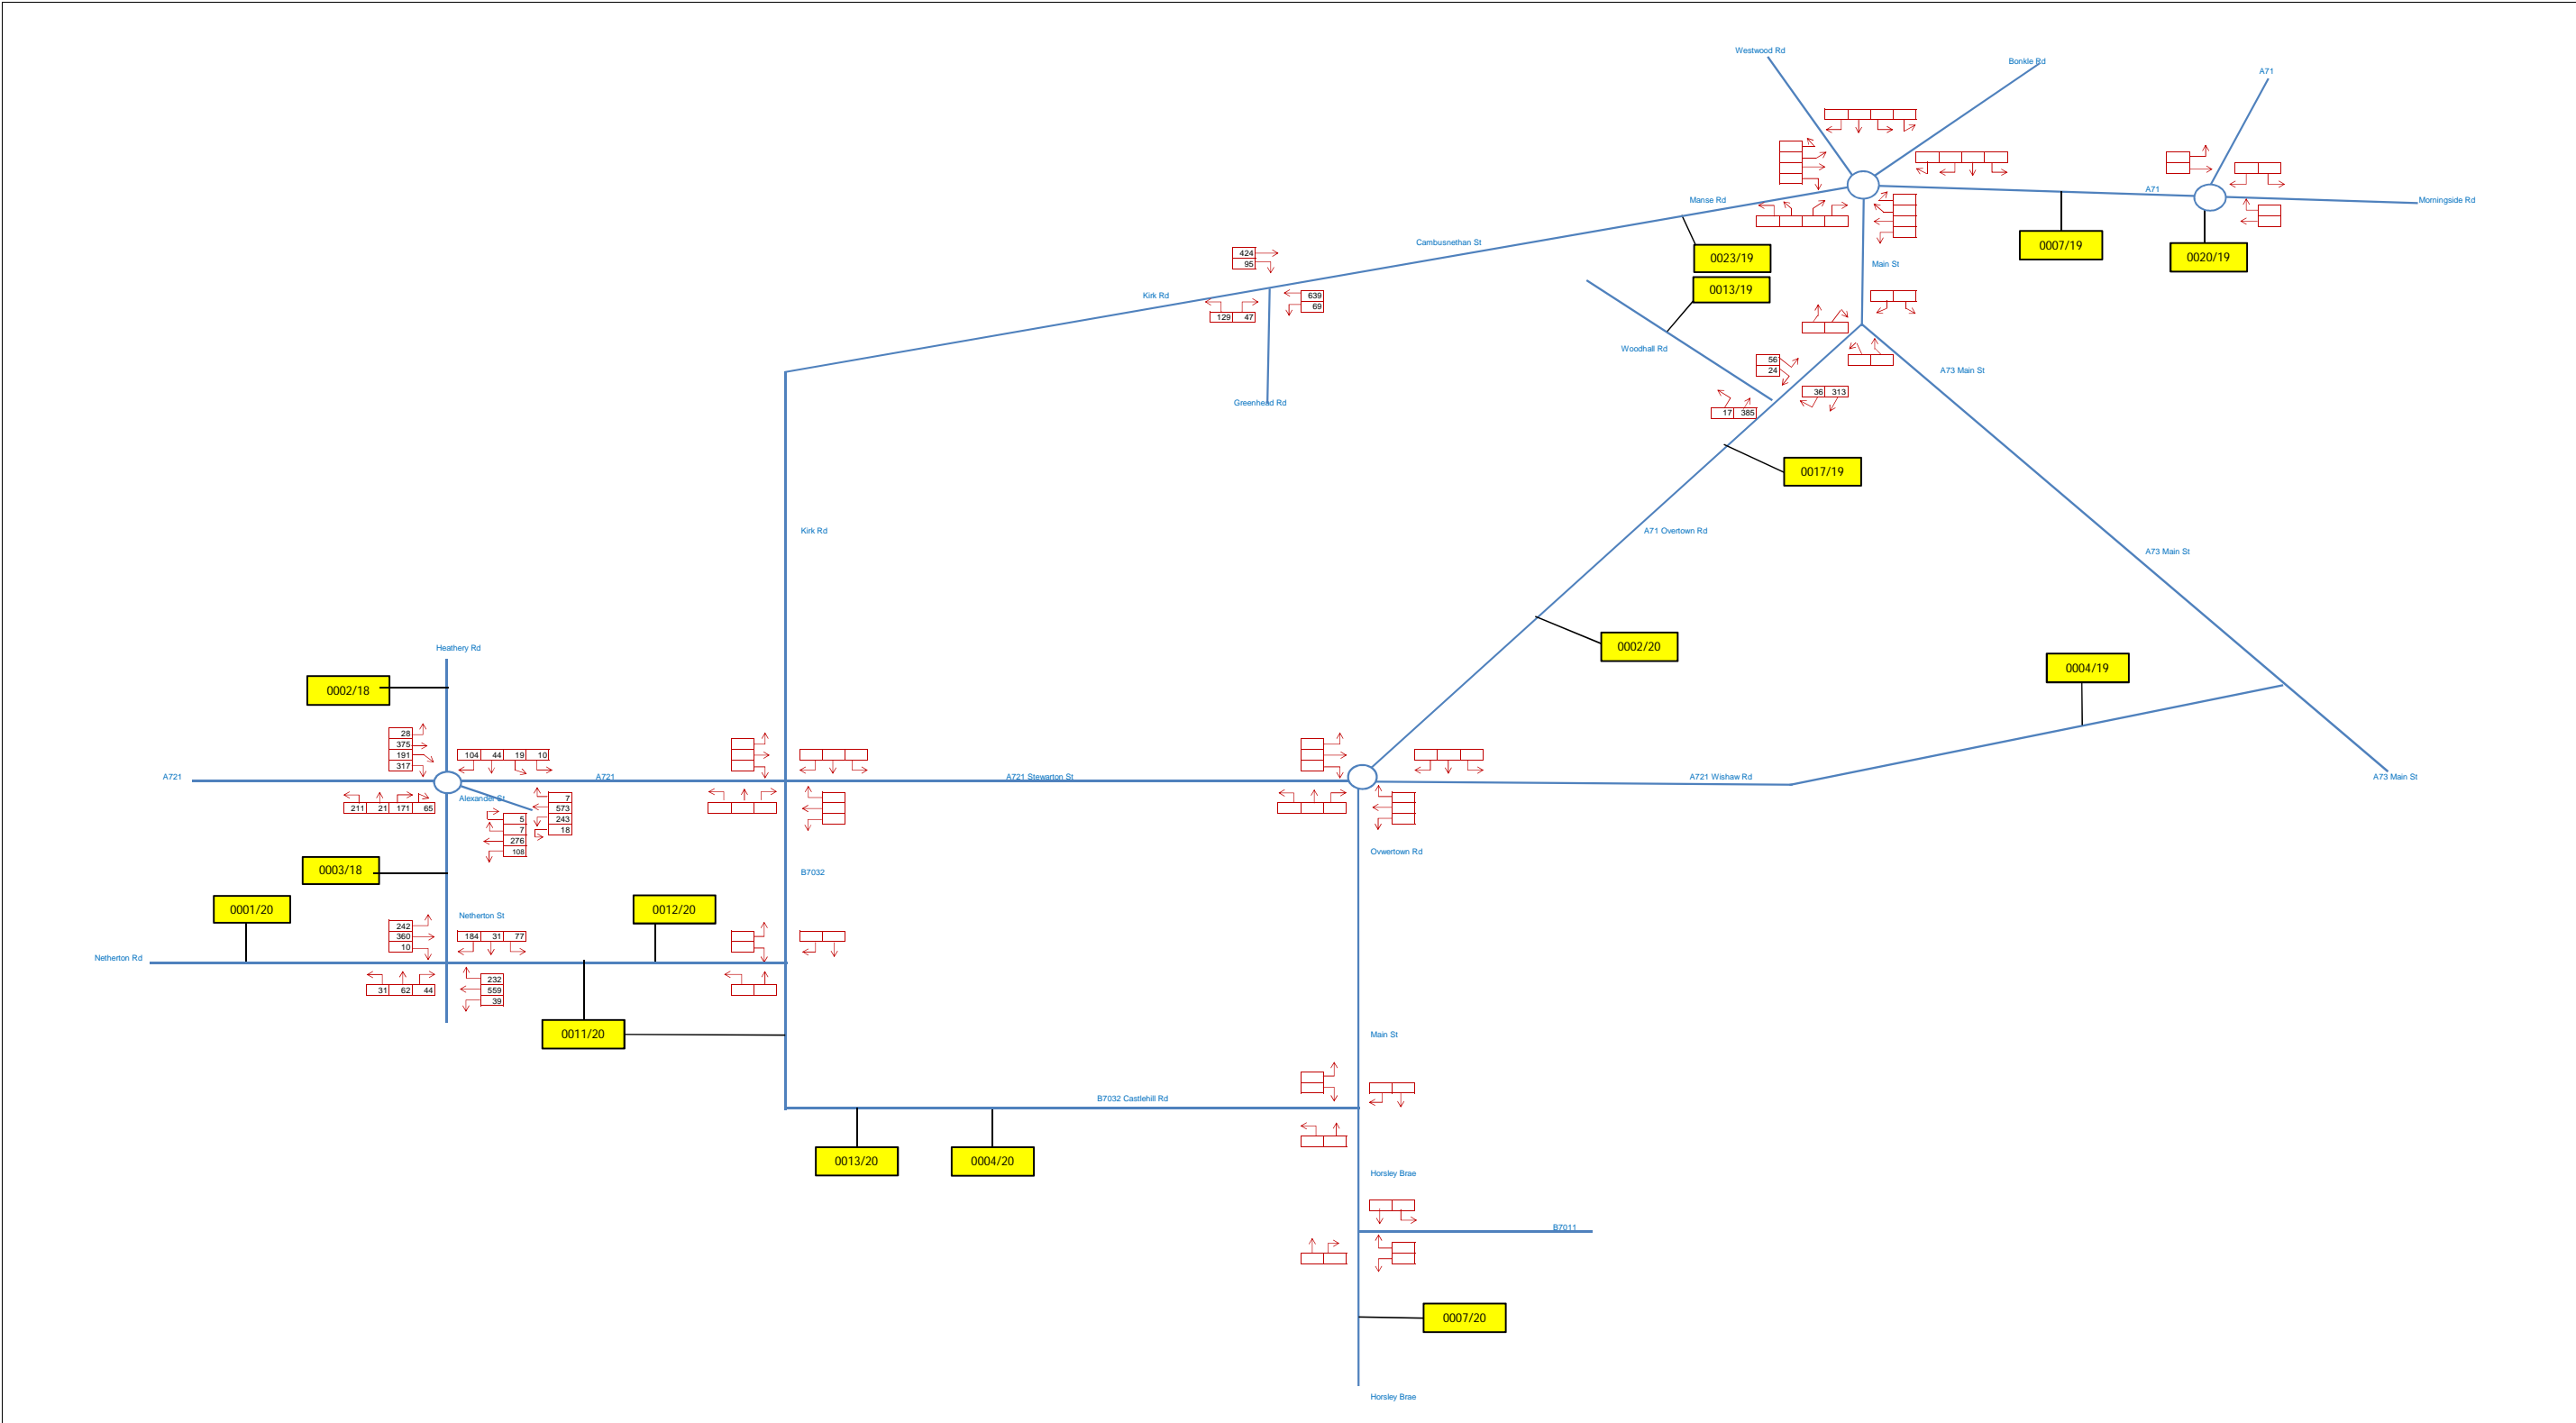 Westwood Rd
Bonkle Rd
A71
A71
Morningside Rd
Manse Rd
Cambusnethan St
0023/19
0007/19
0020/19
Main St
0013/19
424
95
Kirk Rd
639
69
129 47
Woodhall Rd
56
24
36 313
17 385
A73 Main St
Greenhead Rd
0017/19
Kirk Rd
A71 Overtown Rd
A73 Main St
Heathery Rd
0002/20
0004/19
0002/18
28
375
191
317
104 44 19 10
A721
A721
A721 Stewarton St
A721 Wishaw Rd
A73 Main St
211 21 171 65
Alexander St
7
573
243
18
5
7
276
108
Ovwertown Rd
0003/18
B7032
0001/20
0012/20
Netherton St
242
360
10
184 31 77
Netherton Rd
31 62 44
232
559
39
0011/20
Main St
B7032 Castlehill Rd
0013/20
0004/20
Horsley Brae
B7011
0007/20
Horsley Brae